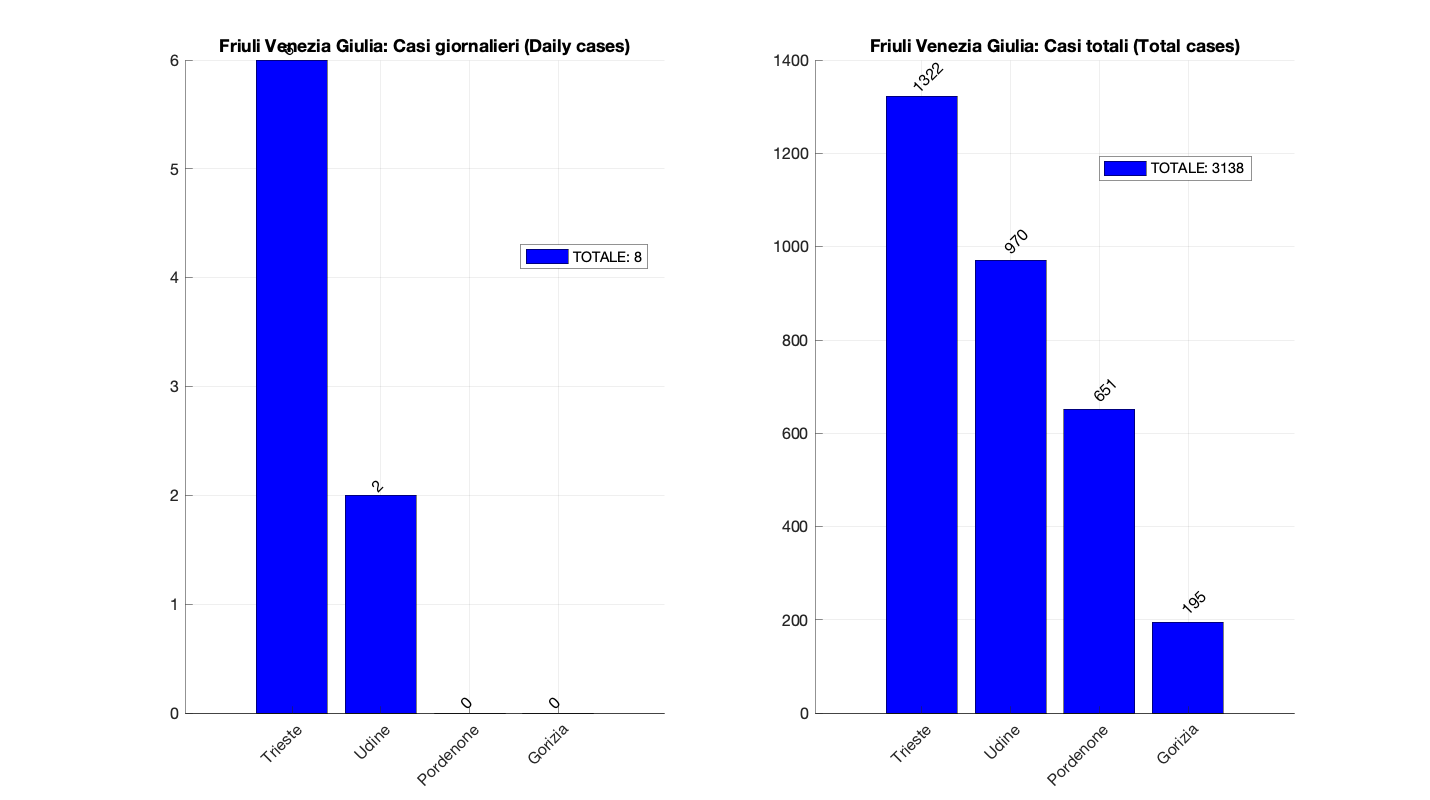 Friuli Venezia Giulia: Casi giornalieri (Daily cases)
6
6
5
4
3
2
1
0
TOTALE: 8
2
0
0
Trieste
Udine
Pordenone
Gorizia
Friuli Venezia Giulia: Casi totali (Total cases)
1400
1200
1000
800
600
400
200
0
1322
TOTALE: 3138
970
651
195
Trieste
Udine
Pordenone
Gorizia